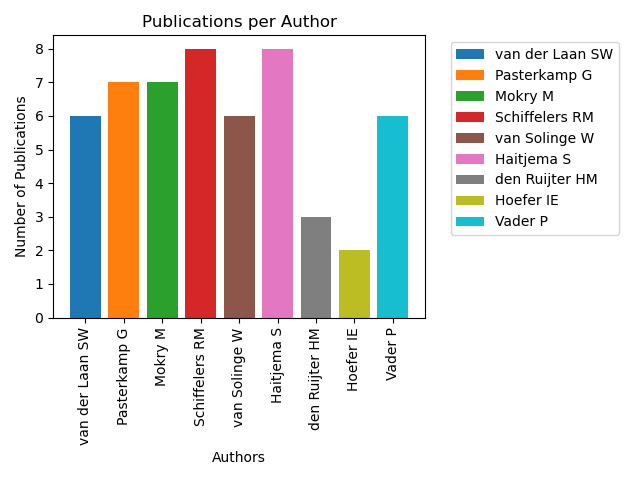 Publications per Author
Number of Publications
8
7
6
5
4
3
2
1
0
van der Laan SW
Pasterkamp G
Mokry M
Schiffelers RM
van Solinge W
Haitjema S
den Ruijter HM
Hoefer IE
Vader P
Authors
van der Laan SW
Pasterkamp G
Mokry M
Schiffelers RM
van Solinge W
Haitjema S
den Ruijter HM
Hoefer IE
Vader P